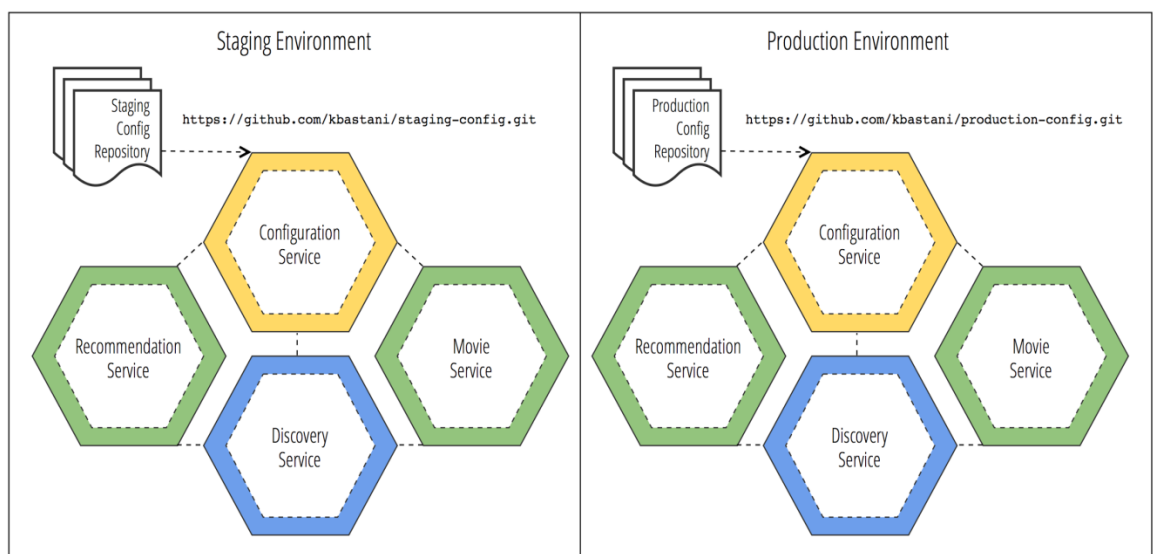 Staging Environment
Staging
Config
Repository
https://github.com/kbastani/staging-config.git
Configuration
Service
Recommendation
Service
Movie
Service
Discovery
Service
Production Environment
Production
Config
Repository
https://github.com/kbastani/production-config.git
Configuration
Service
Recommendation
Service
Movie
Service
Discovery
Service